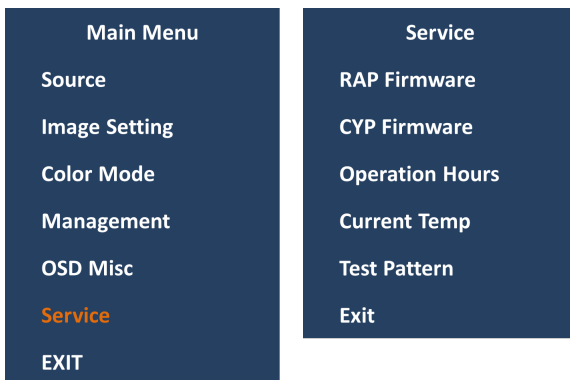 Main Menu
Source
Image Setting
Color Mode
Management
OSD Misc
Service
EXIT
Service
RAP Firmware
CYP Firmware
Operation Hours
Current Temp
Test Pattern
Exit